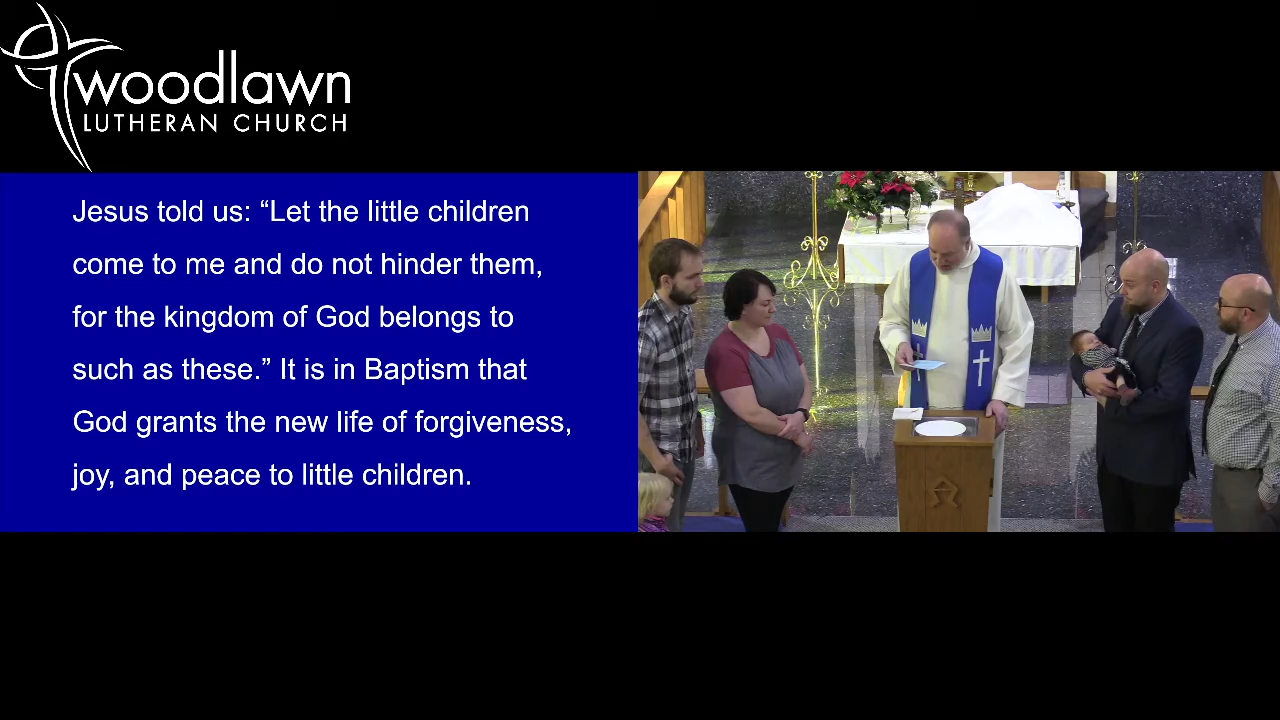 woodlawn
LUTHERAN CHURCH
Jesus told us: “Let the little children
come to me and do not hinder them,
for the kingdom of God belongs to
such as these.” It is in Baptism that
God grants the new life of forgiveness,
joy, and peace to little children.